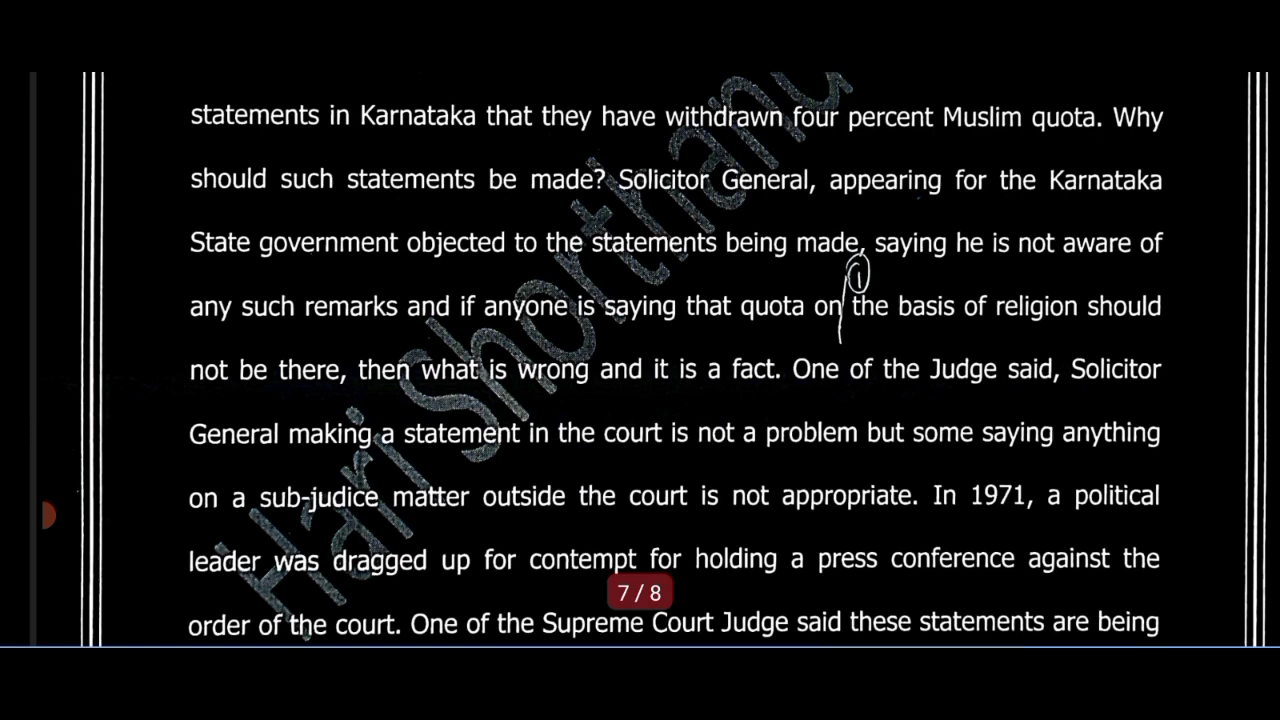 statements in Karnataka that they have withdrawn four percent Muslim quota. Why
should such statements be made? Solicitor General, appearing for the Karnataka
State government objected to the statements being made, saying he is not aware of
any such remarks and if anyone is saying that quota on the basis of religion should
not be there, then what is wrong and it is a fact. One of the Judge said, Solicitor
General making a statement in the court is not a problem but some saying anything
on a sub-judice matter outside the court is not appropriate. In 1971, a political
leader was dragged up for contempt for holding a press conference against the
order of the court. One of the Supreme Court Judge said these statements are being
7 / 8
Hari Shorthand
1